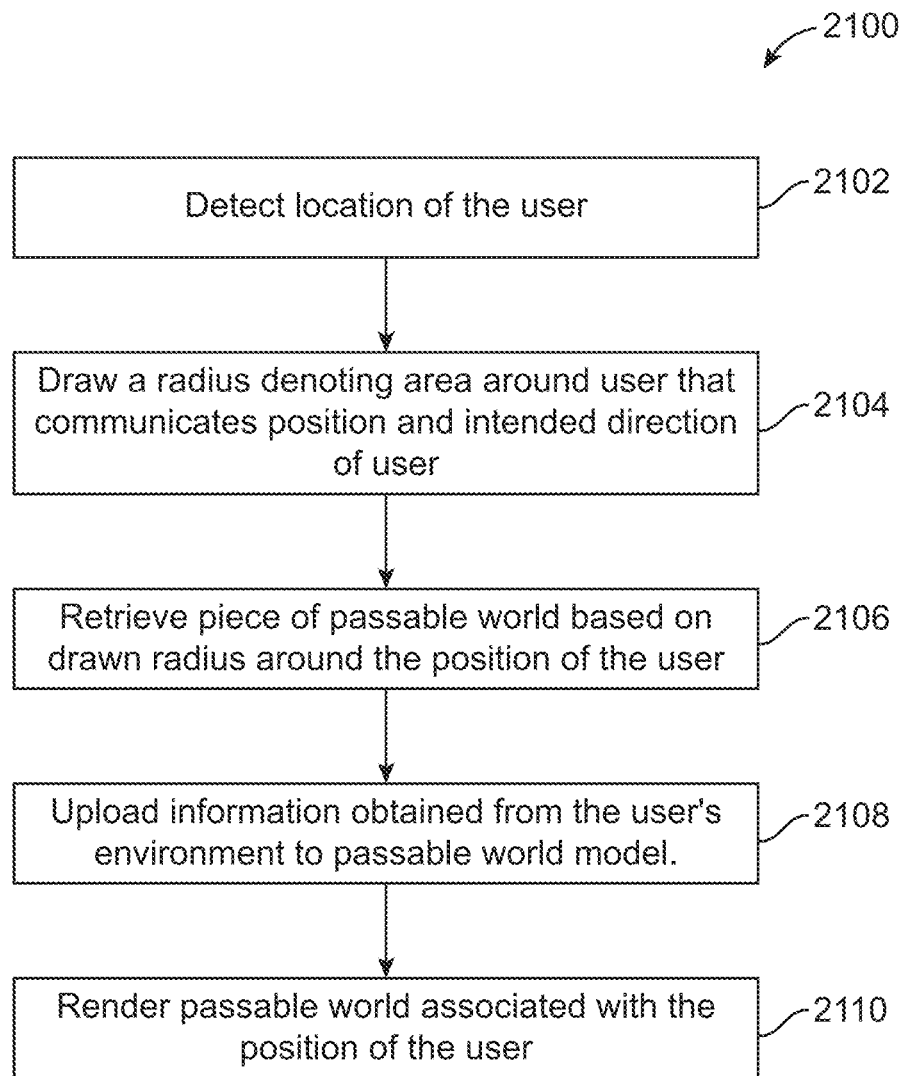 2100
Detect location of the user
2102
Draw a radius denoting area around user that
communicates position and intended direction
of user
2104
Retrieve piece of passable world based on
drawn radius around the position of the user
2106
Upload information obtained from the user's
environment to passable world model.
2108
Render passable world associated with the
position of the user
2110